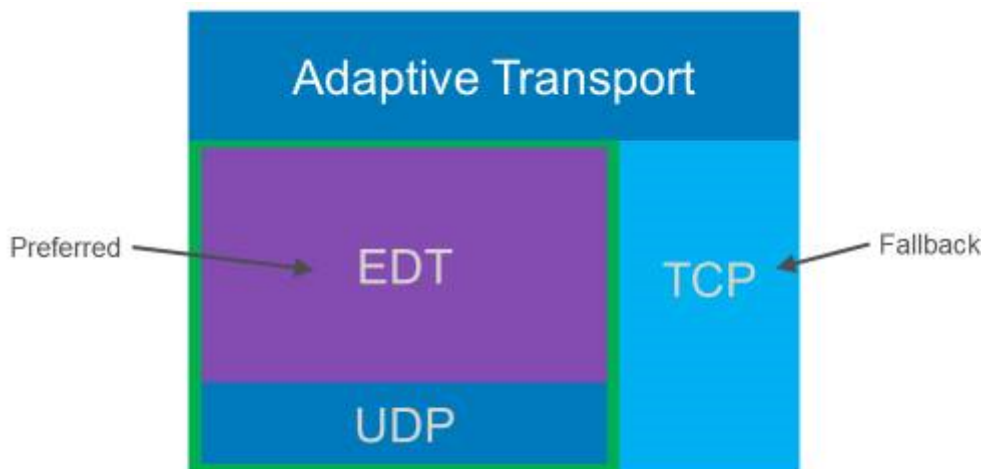 Adaptive Transport
Preferred
EDT
TCP
Fallback
UDP